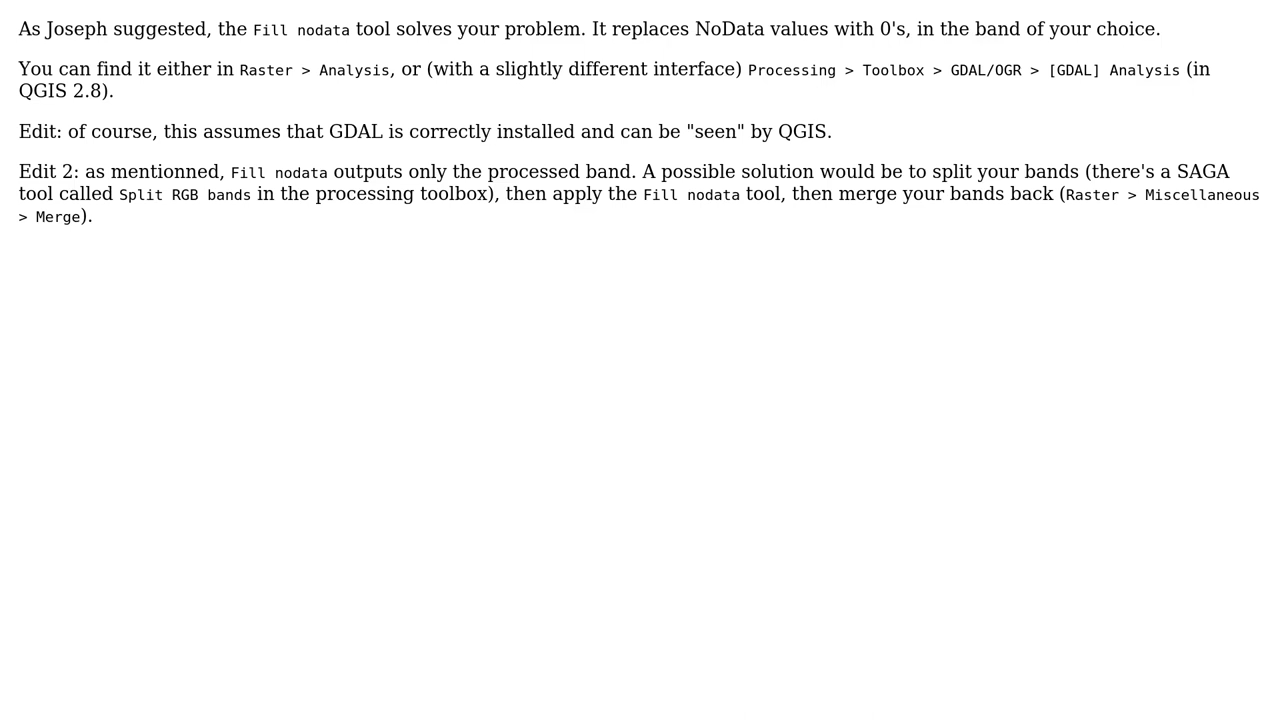 As Joseph suggested, the Fill nodata tool solves your problem. It replaces NoData values with 0's, in the band of your choice.
You can find it either in Raster > Analysis, or (with a slightly different interface) Processing > Toolbox > GDAL/OGR > [GDAL] Analysis (in
QGIS 2.8).
Edit: of course, this assumes that GDAL is correctly installed and can be "seen" by QGIS.
Edit 2: as mentionned, Fill nodata outputs only the processed band. A possible solution would be to split your bands (there's a SAGA
tool called Split RGB bands in the processing toolbox), then apply the Fill nodata tool, then merge your bands back (Raster > Miscellaneous
> Merge).